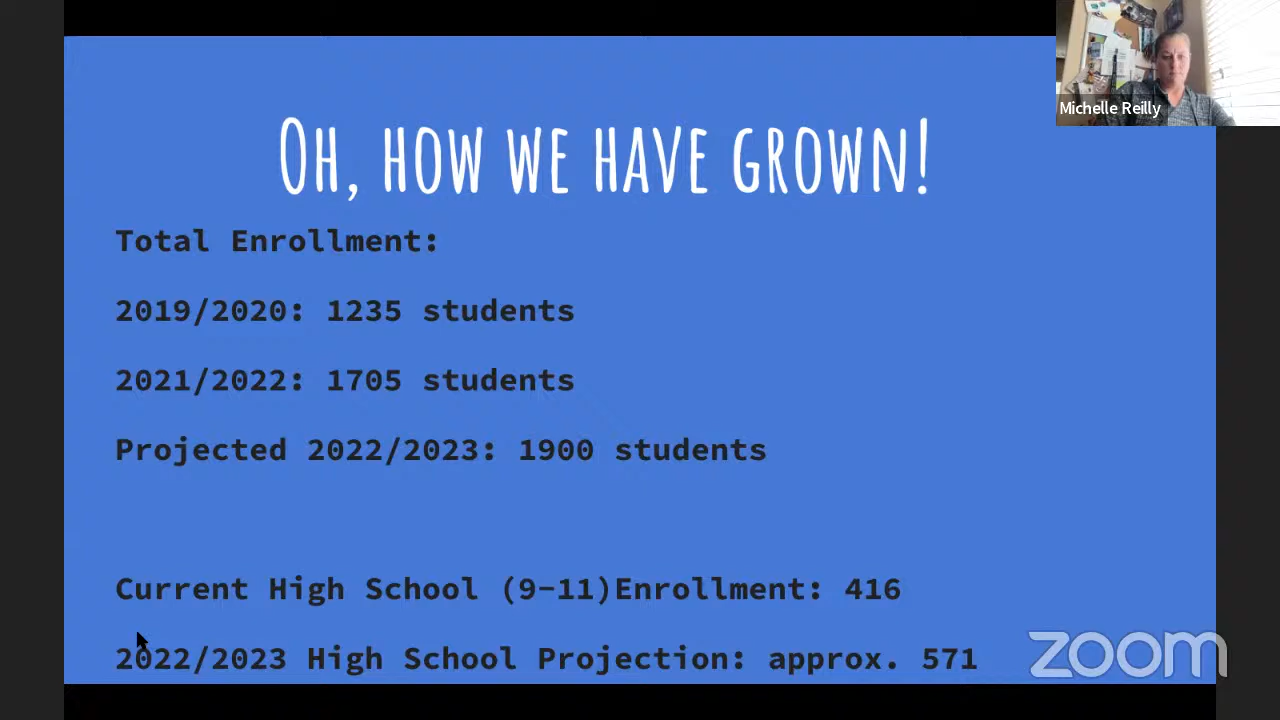 Michelle Reilly
Oh, how we have grown!
Total Enrollment:
2019/2020: 1235 students
2021/2022: 1705 students
Projected 2022/2023: 1900 students
Current High School (9-11)Enrollment: 416
2022/2023 High School Projection: approx. 571
zoom